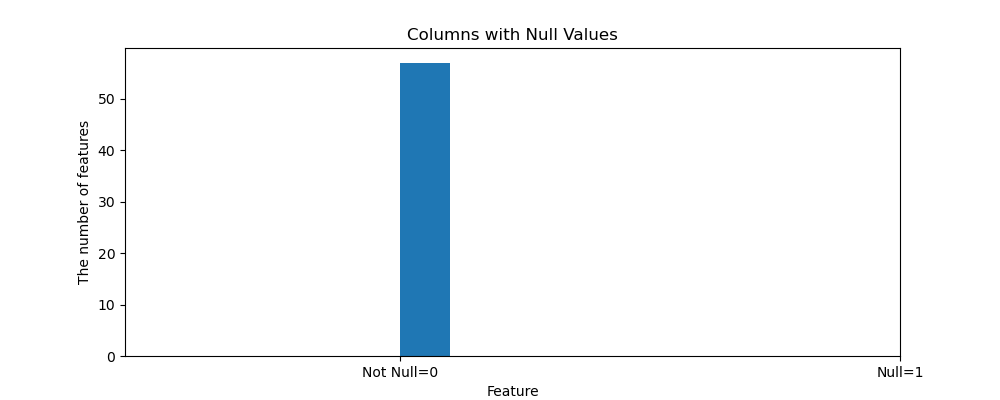 Columns with Null Values
The number of features
50
40
30
20
10
0
Not Null=0
Null=1
Feature